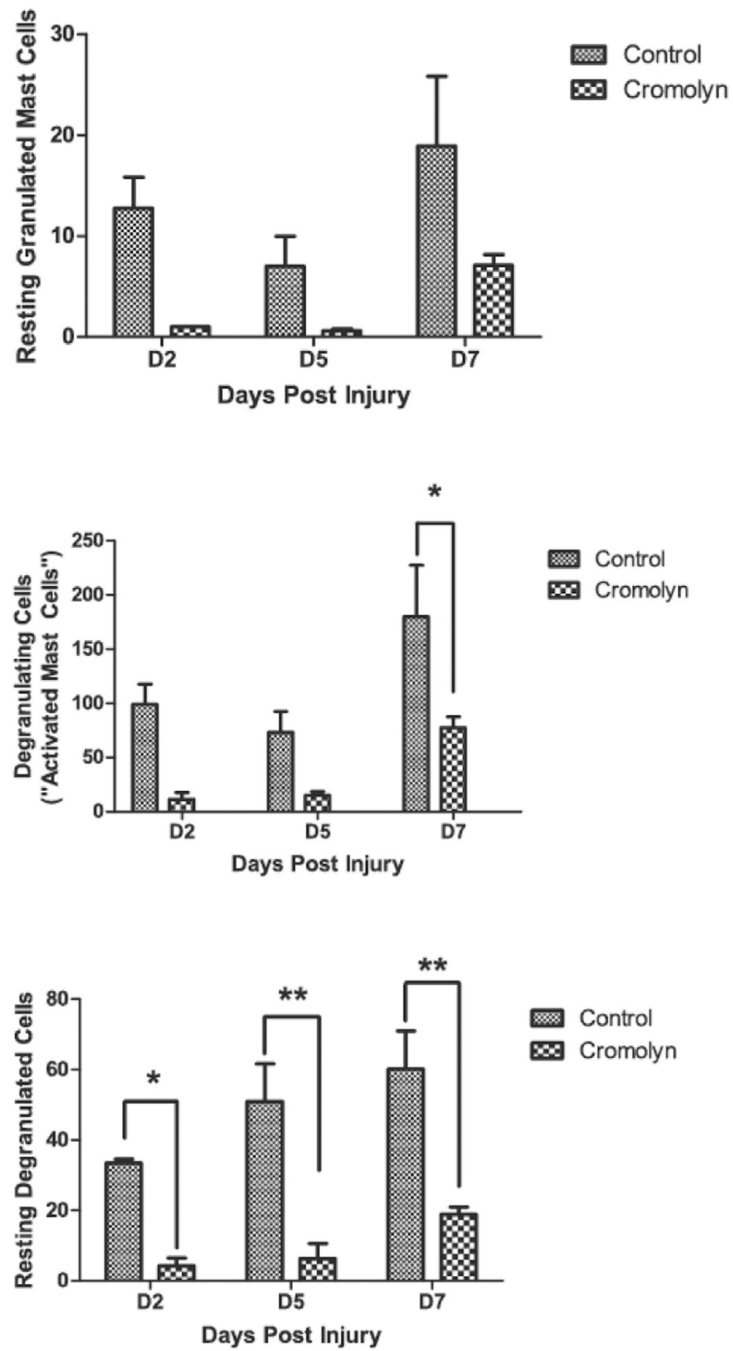 Resting Granulated Mast Cells
30
20
10
0
D2
D5
D7
Days Post Injury
Control
Cromolyn
*
Degranulating Cells
("Activated Mast Cells")
250
200
150
100
50
0
D2
D5
D7
Days Post Injury
Control
Cromolyn
*
**
**
Resting Degranulated Cells
80
60
40
20
0
D2
D5
D7
Days Post Injury
Control
Cromolyn